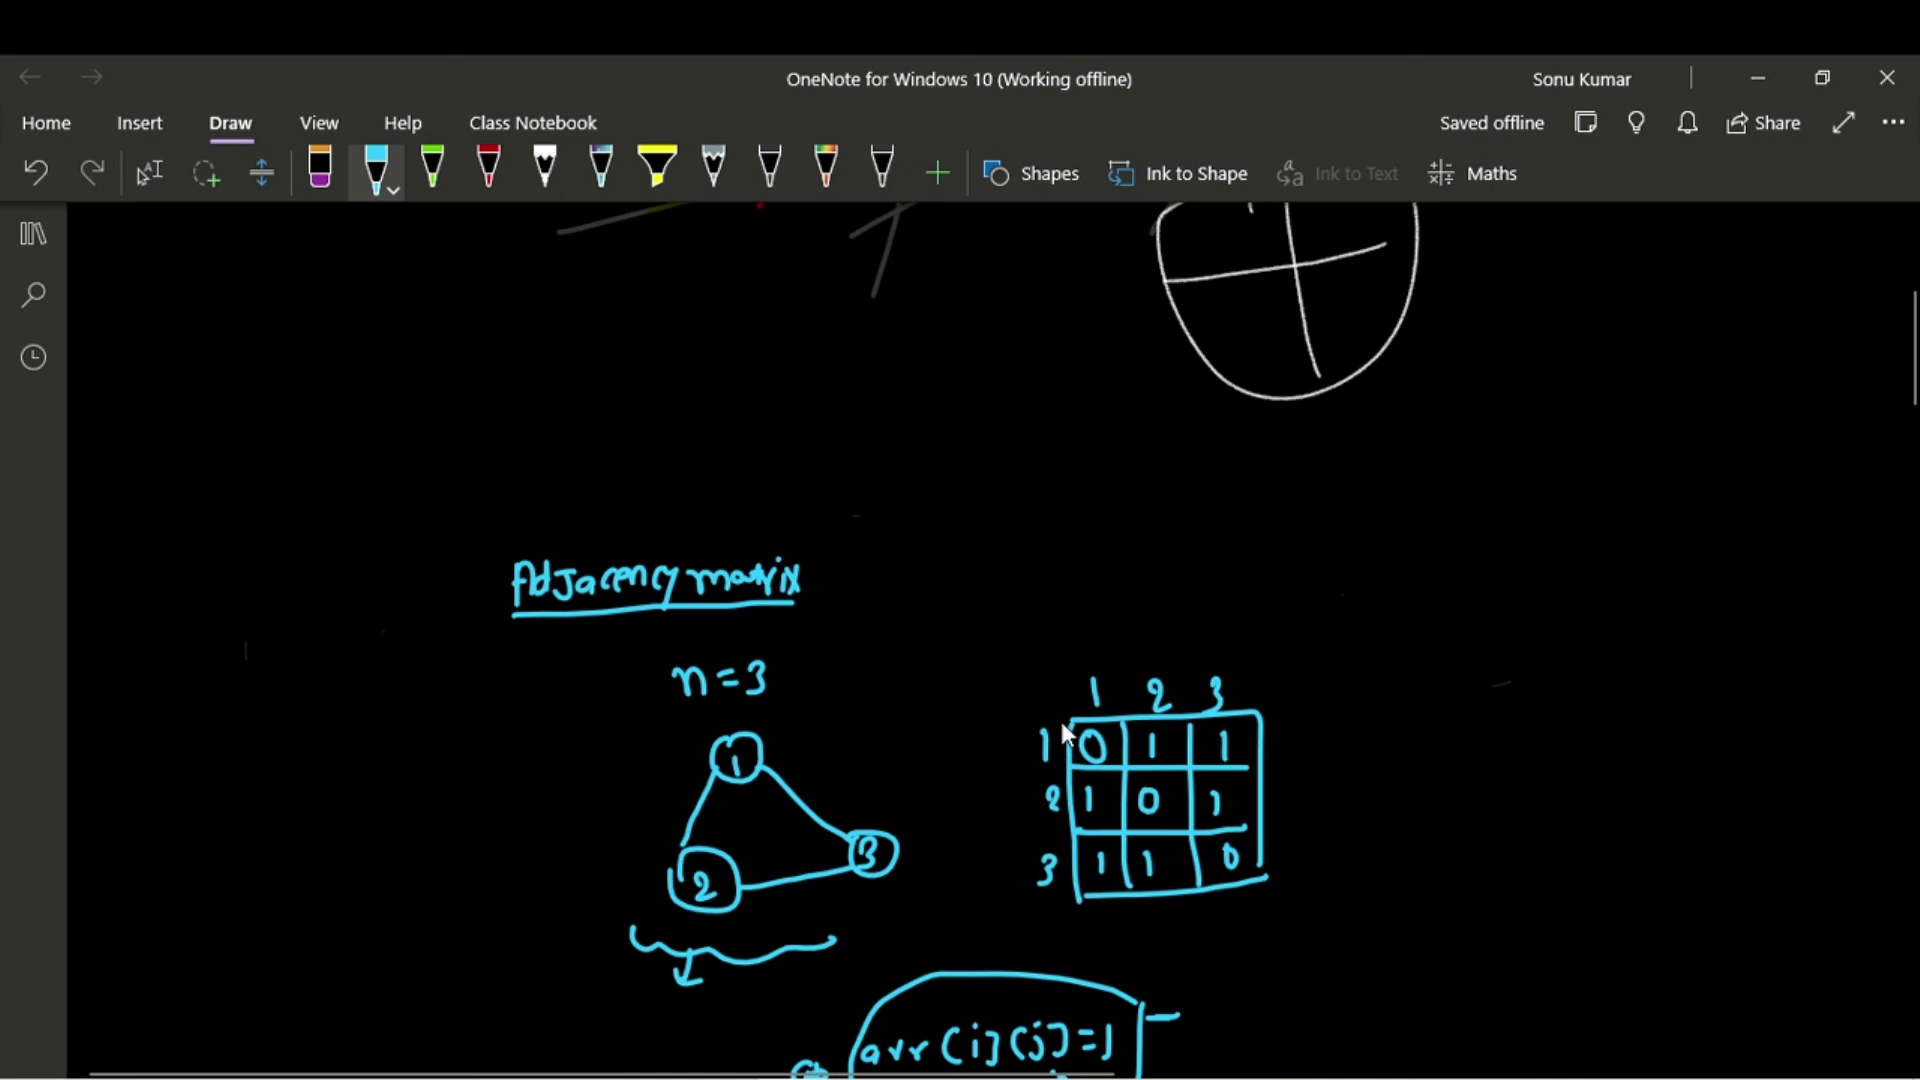 OneNote for Windows 10 (Working offline)
Sonu Kumar
Home Insert Draw View Help Class Notebook
Saved offline
Share
Shapes
Ink to Shape
Ink to Text
Maths
Adjacency matrix
n=3
1
2
3
1 2 3
1 0 1 1
2 1 0 1
3 1 1 0
arr[i][j]=1